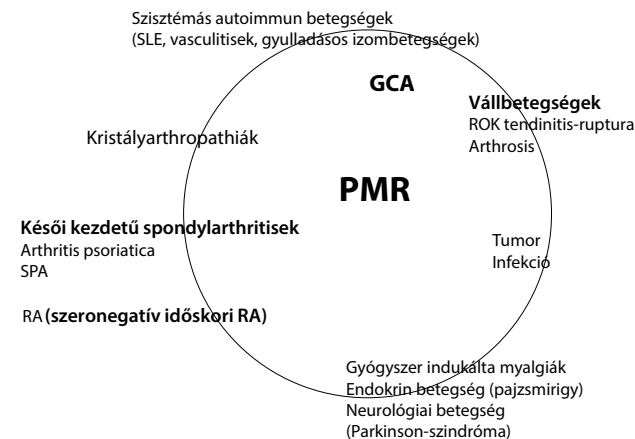 Szisztémás autoimmun betegségek
(SLE, vasculitisek, gyulladásos izombetegségek)
GCA
Vállbetegségek
ROK tendinitis-ruptura
Arthrosis
Kristályarthropathiák
PMR
Késői kezdetű spondylarthritisek
Arthritis psoriatica
SPA
Tumor
Infekció
RA (szeronegatív időskori RA)
Gyógyszer indukálta myalgiák
Endokrin betegség (pajzsmirigy)
Neurológiai betegség
(Parkinson-szindróma)